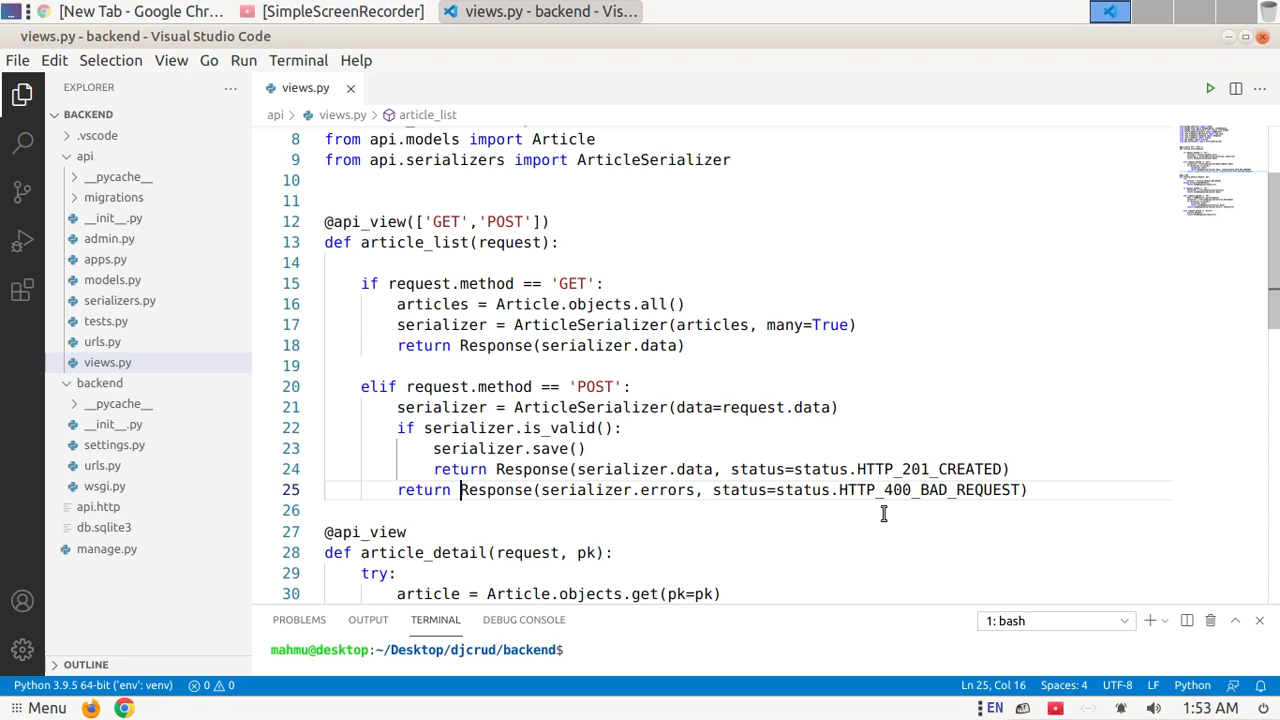 [New Tab - Google Chr...
[SimpleScreenRecorder]
views.py - backend - Vis...
views.py - backend - Visual Studio Code
File Edit Selection View Go Run Terminal Help
EXPLORER ...
BACKEND
.vscode
api
__pycache__
migrations
__init__.py
admin.py
apps.py
models.py
serializers.py
tests.py
urls.py
views.py
backend
__pycache__
__init__.py
settings.py
urls.py
wsgi.py
api.http
db.sqlite3
manage.py
OUTLINE
views.py
api > views.py > article_list
8 from api.models import Article
9 from api.serializers import ArticleSerializer
10
11
12 @api_view(['GET','POST'])
13 def article_list(request):
14
15 if request.method == 'GET':
16 articles = Article.objects.all()
17 serializer = ArticleSerializer(articles, many=True)
18 return Response(serializer.data)
19
20 elif request.method == 'POST':
21 serializer = ArticleSerializer(data=request.data)
22 if serializer.is_valid():
23 serializer.save()
24 return Response(serializer.data, status=status.HTTP_201_CREATED)
25 return Response(serializer.errors, status=status.HTTP_400_BAD_REQUEST)
26
27 @api_view
28 def article_detail(request, pk):
29 try:
30 article = Article.objects.get(pk=pk)
PROBLEMS OUTPUT TERMINAL DEBUG CONSOLE 1: bash
mahmu@desktop:~/Desktop/djcrud/backend$
Python 3.9.5 64-bit ('env': venv) 0 0 Ln 25, Col 16 Spaces: 4 UTF-8 LF Python
Menu EN 1:53 AM